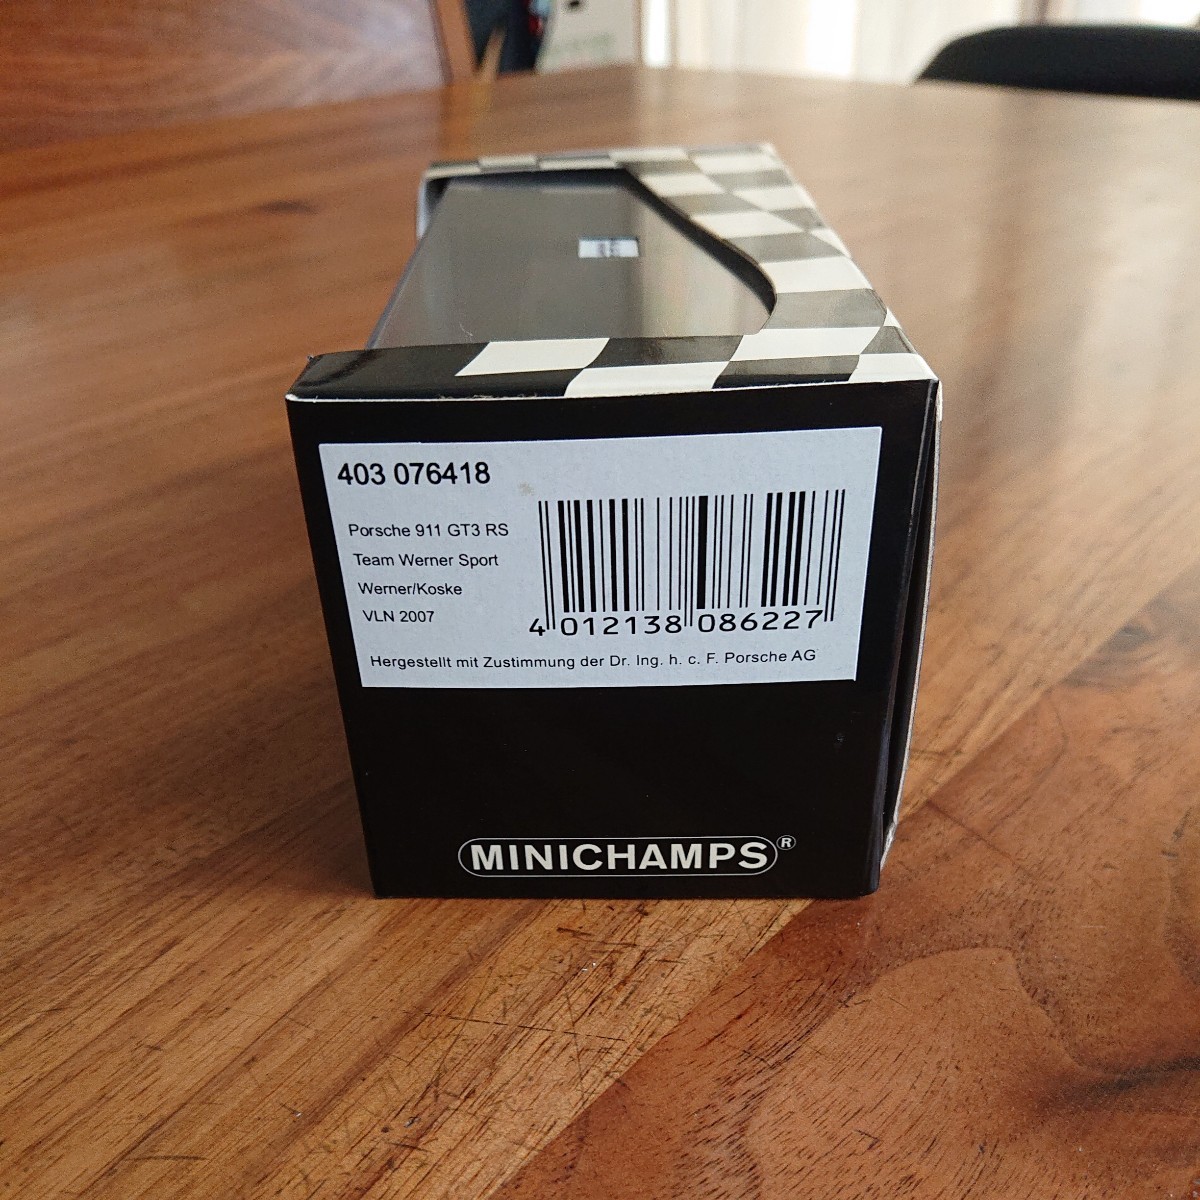 403 076418
Porsche 911 GT3 RS
Team Werner Sport
Werner/Koske
VLN 2007
4 012138 086227
Hergestellt mit Zustimmung der Dr. Ing. h. c. F. Porsche AG
MINICHAMPS®